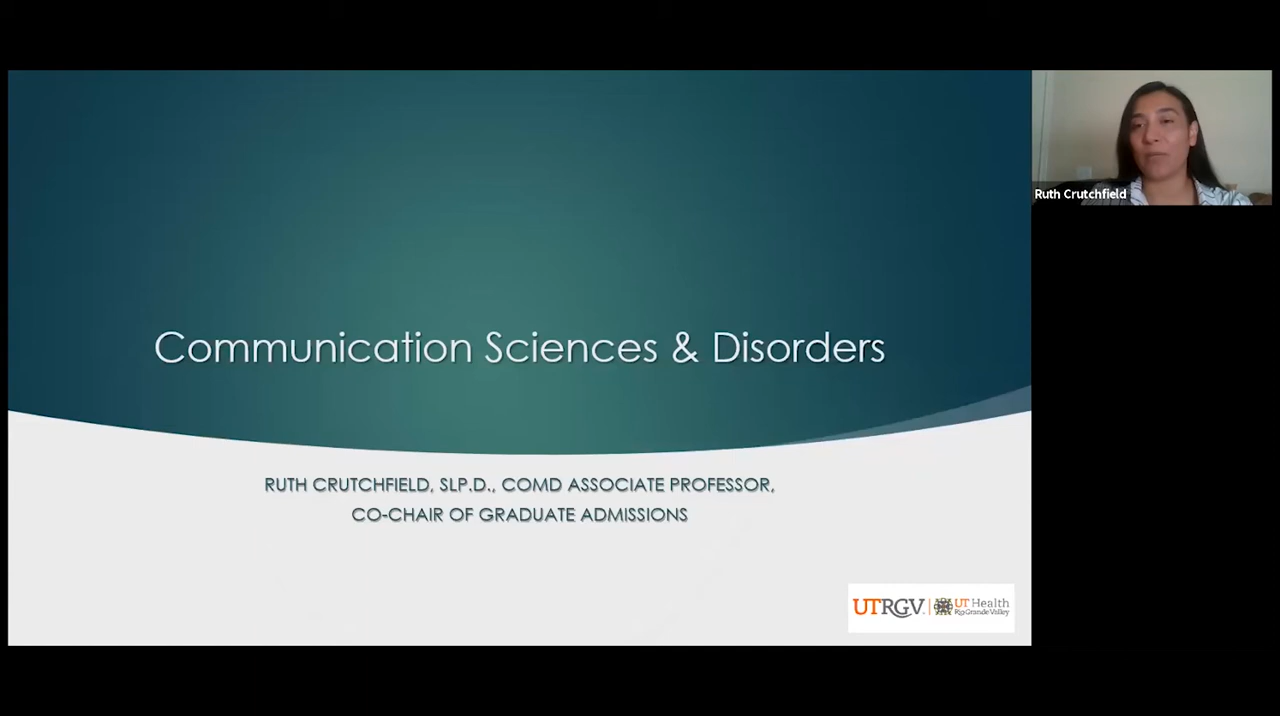 Communication Sciences & Disorders
RUTH CRUTCHFIELD, SLP.D., COMD ASSOCIATE PROFESSOR,
CO-CHAIR OF GRADUATE ADMISSIONS
UTRGV
UT Health
Rio Grande Valley
Ruth Crutchfield